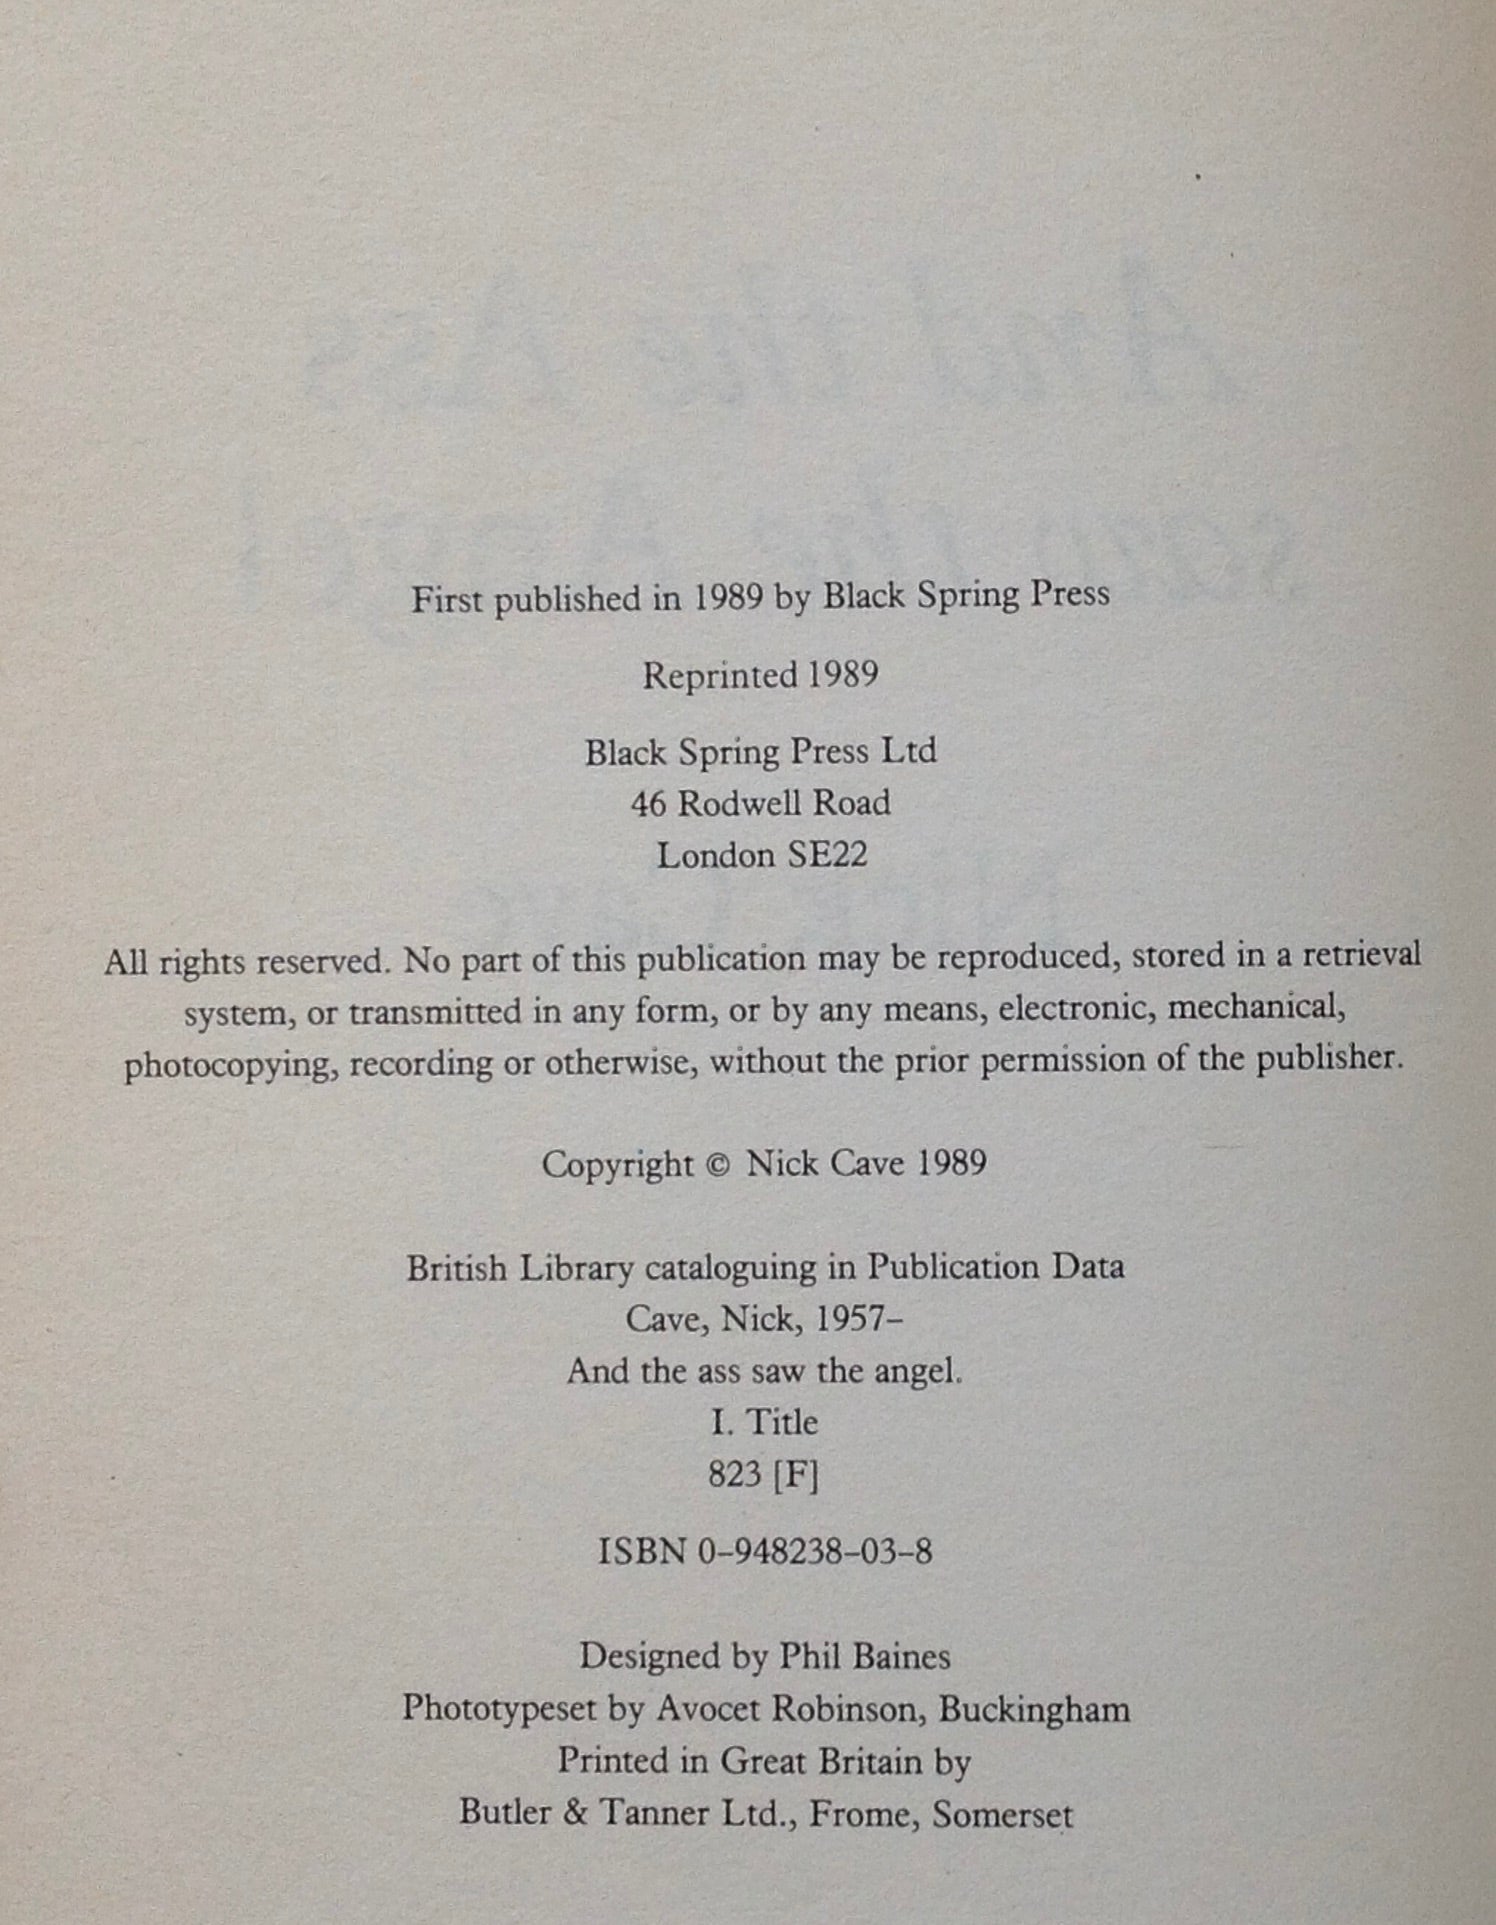 First published in 1989 by Black Spring Press
Reprinted 1989
Black Spring Press Ltd
46 Rodwell Road
London SE22
All rights reserved. No part of this publication may be reproduced, stored in a retrieval
system, or transmitted in any form, or by any means, electronic, mechanical,
photocopying, recording or otherwise, without the prior permission of the publisher.
Copyright © Nick Cave 1989
British Library cataloguing in Publication Data
Cave, Nick, 1957–
And the ass saw the angel.
I. Title
823 [F]
ISBN 0–948238–03–8
Designed by Phil Baines
Phototypeset by Avocet Robinson, Buckingham
Printed in Great Britain by
Butler & Tanner Ltd., Frome, Somerset